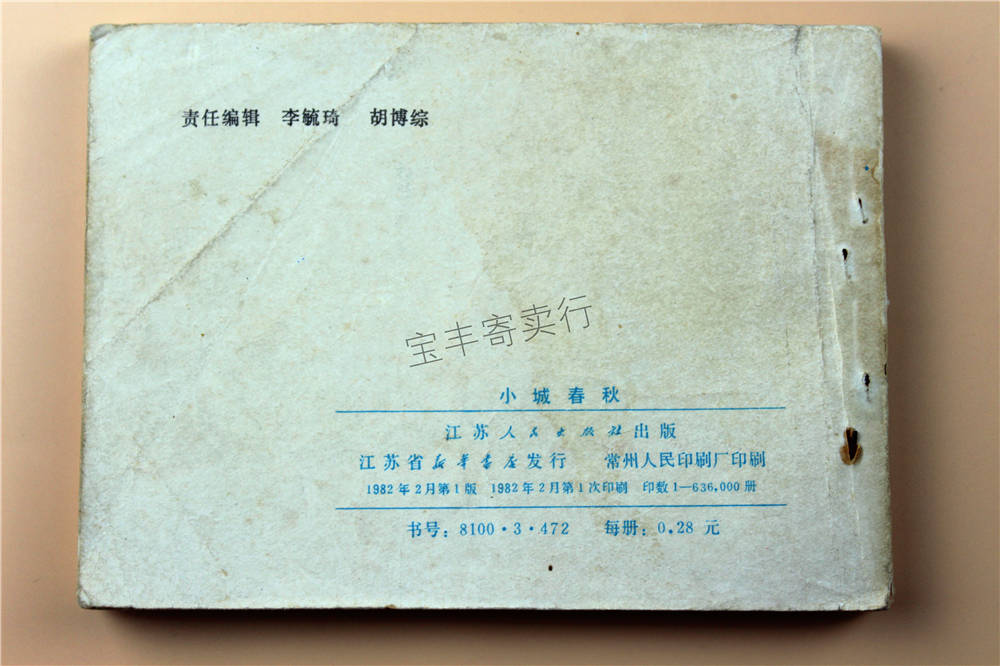 责任编辑 李毓琦 胡博综
宝丰寄卖行
小城春秋
江苏人民出版社出版
江苏省新华书店发行 常州人民印刷厂印刷
1982年2月第1版 1982年2月第1次印刷 印数1—636,000册
书号：8100·3·472 每册：0.28元